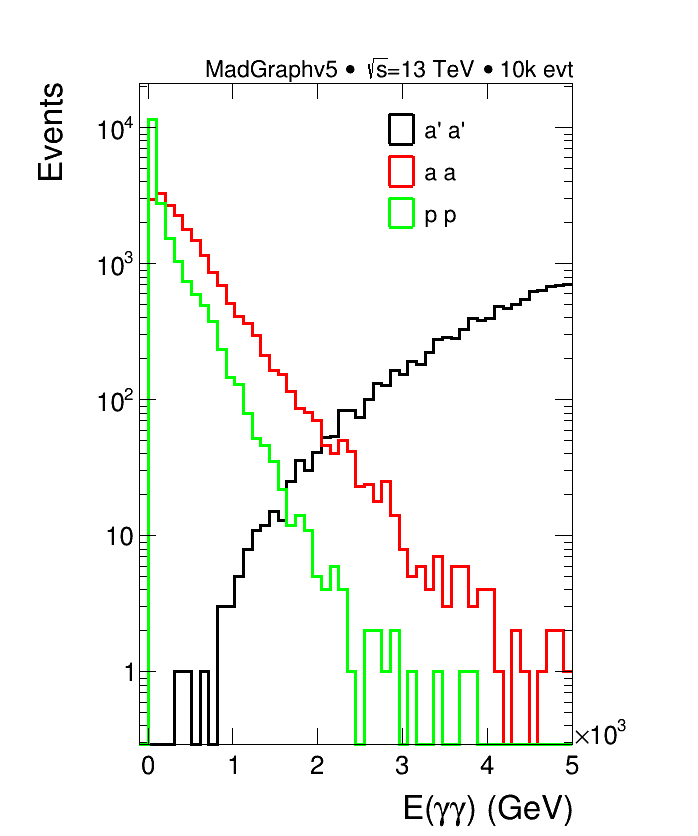 MadGraphv5 • √s=13 TeV • 10k evt
Events
a' a'
a a
p p
10⁴
10³
10²
10
1
0 1 2 3 4 5
×10³
E(γγ) (GeV)